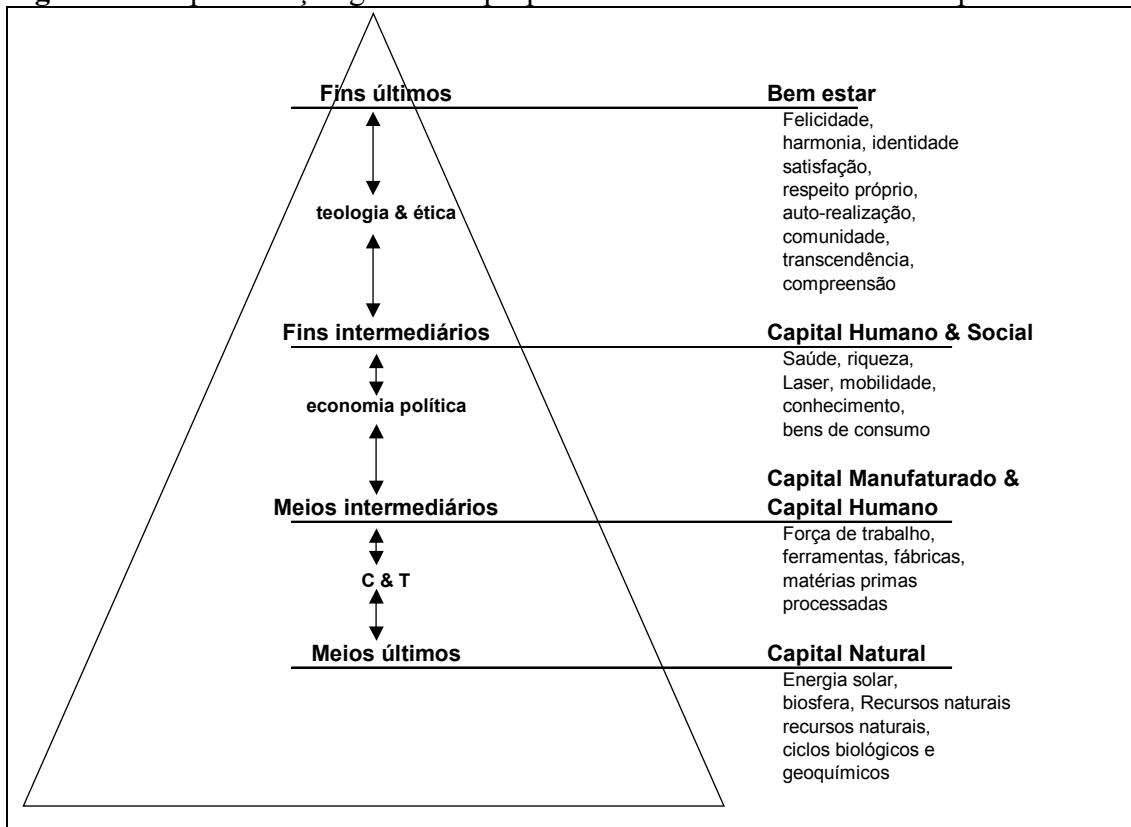 Fins últimos
Bem estar
Felicidade,
harmonia, identidade
satisfação,
respeito próprio,
auto-realização,
comunidade,
transcendência,
compreensão
teologia & ética
Fins intermediários
Capital Humano & Social
Saúde, riqueza,
Laser, mobilidade,
conhecimento,
bens de consumo
economia política
Meios intermediários
Capital Manufaturado &
Capital Humano
Força de trabalho,
ferramentas, fábricas,
matérias primas
processadas
C & T
Meios últimos
Capital Natural
Energia solar,
biosfera, Recursos naturais
recursos naturais,
ciclos biológicos e
geoquímicos